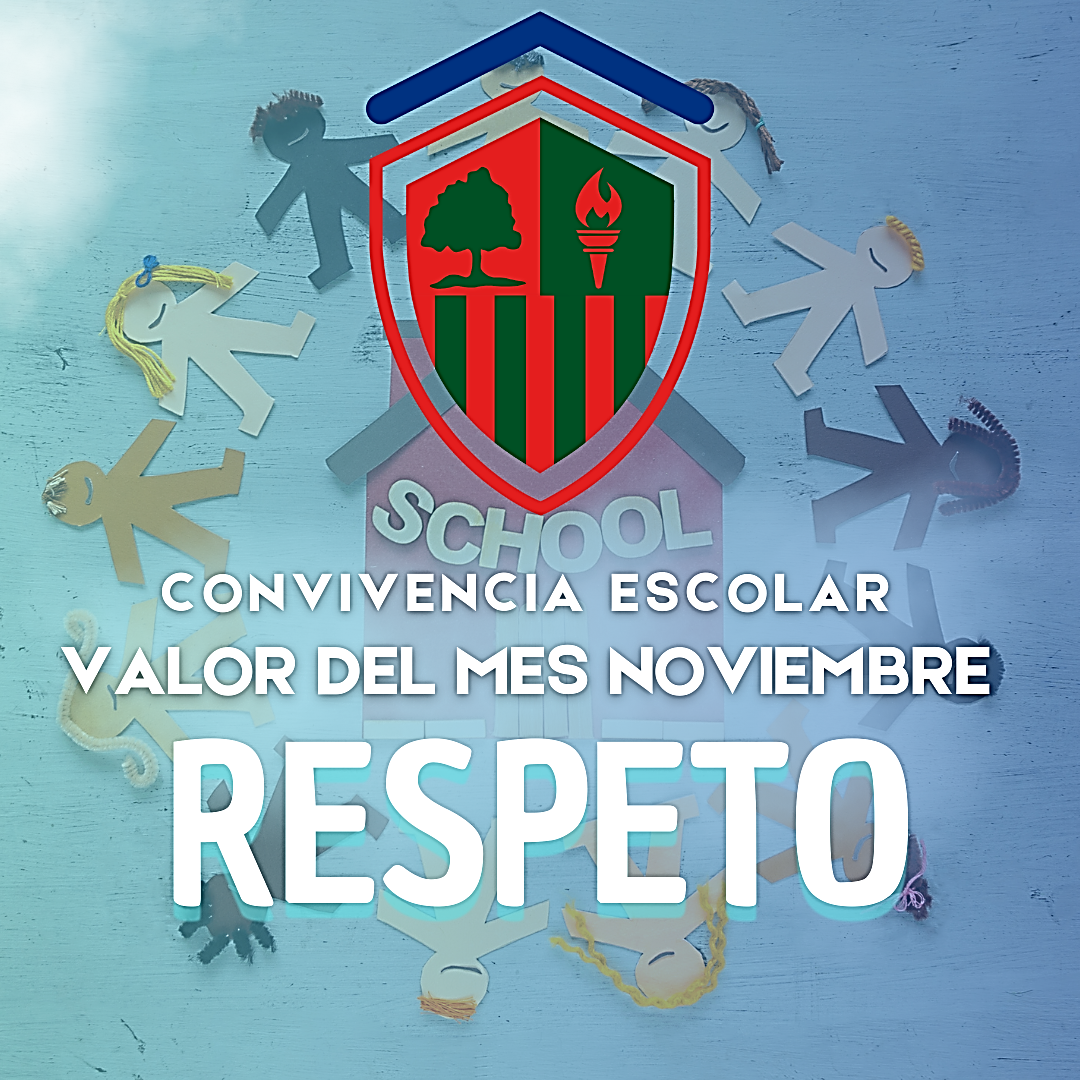 SCHOOL
CONVIVENCIA ESCOLAR
VALOR DEL MES NOVIEMBRE
RESPETO